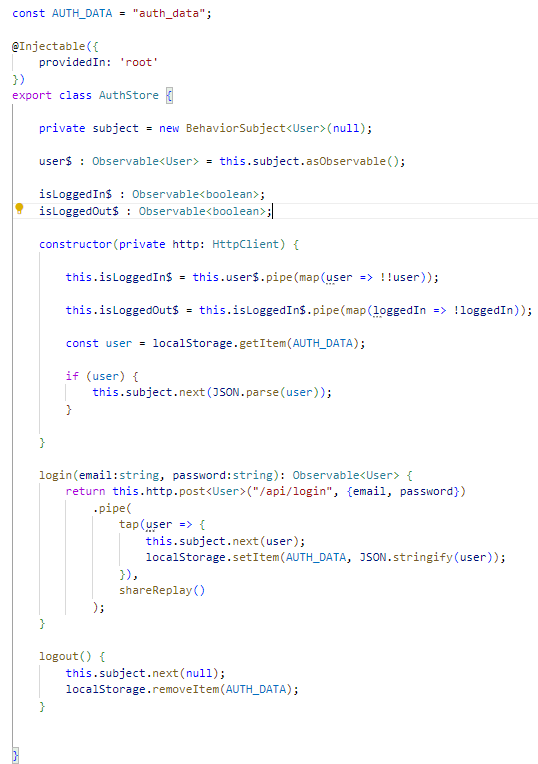 const AUTH_DATA = "auth_data";
@Injectable({
providedIn: 'root'
})
export class AuthStore {
private subject = new BehaviorSubject<User>(null);
user$ : Observable<User> = this.subject.asObservable();
isLoggedIn$ : Observable<boolean>;
isLoggedOut$ : Observable<boolean>;
constructor(private http: HttpClient) {
this.isLoggedIn$ = this.user$.pipe(map(user => !!user));
this.isLoggedOut$ = this.isLoggedIn$.pipe(map(loggedIn => !loggedIn));
const user = localStorage.getItem(AUTH_DATA);
if (user) {
this.subject.next(JSON.parse(user));
}
}
login(email:string, password:string): Observable<User> {
return this.http.post<User>("/api/login", {email, password})
.pipe(
tap(user => {
this.subject.next(user);
localStorage.setItem(AUTH_DATA, JSON.stringify(user));
}),
shareReplay()
);
}
logout() {
this.subject.next(null);
localStorage.removeItem(AUTH_DATA);
}
}